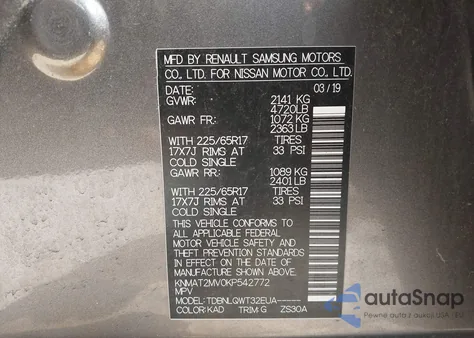 MFD BY RENAULT SAMSUNG MOTORS
CO., LTD. FOR NISSAN MOTOR CO., LTD.
DATE: 03/19
GVWR: 2141 KG
4720LB
GAWR FR: 1072 KG
2363LB
WITH 225/65R17 TIRES
17X7J RIMS AT 33 PSI
COLD SINGLE
GAWR RR: 1089 KG
2401LB
WITH 225/65R17 TIRES
17X7J RIMS AT 33 PSI
COLD SINGLE
THIS VEHICLE CONFORMS TO
ALL APPLICABLE FEDERAL
MOTOR VEHICLE SAFETY AND
THEFT PREVENTION STANDARDS
IN EFFECT ON THE DATE OF
MANUFACTURE SHOWN ABOVE.
KNMAT2MV0KP542772
MPV
MODEL: TDBNLQWT32EUA------
COLOR: KAD TRIM: G ZS30A
autoSnap
Pewne auto z